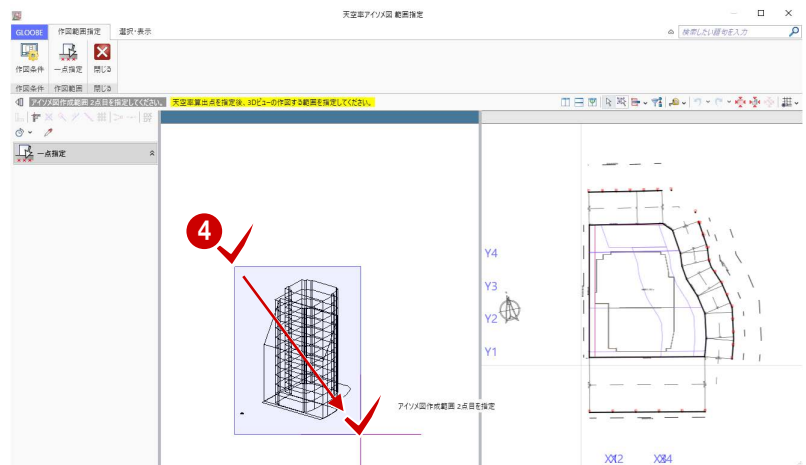 天空率アイソメ図 範囲指定
GLOOBE 作図範囲指定 選択・表示 検索したい語句を入力
作図条件 一点指定 閉じる
作図条件 作図範囲 閉じる
アイソメ図作成範囲 2点目を指定してください。 天空率算出点を指定後、3Dビューの作図する範囲を指定してください。
一点指定
4
Y4
Y3
Y2
Y1
アイソメ図作成範囲 2点目を指定